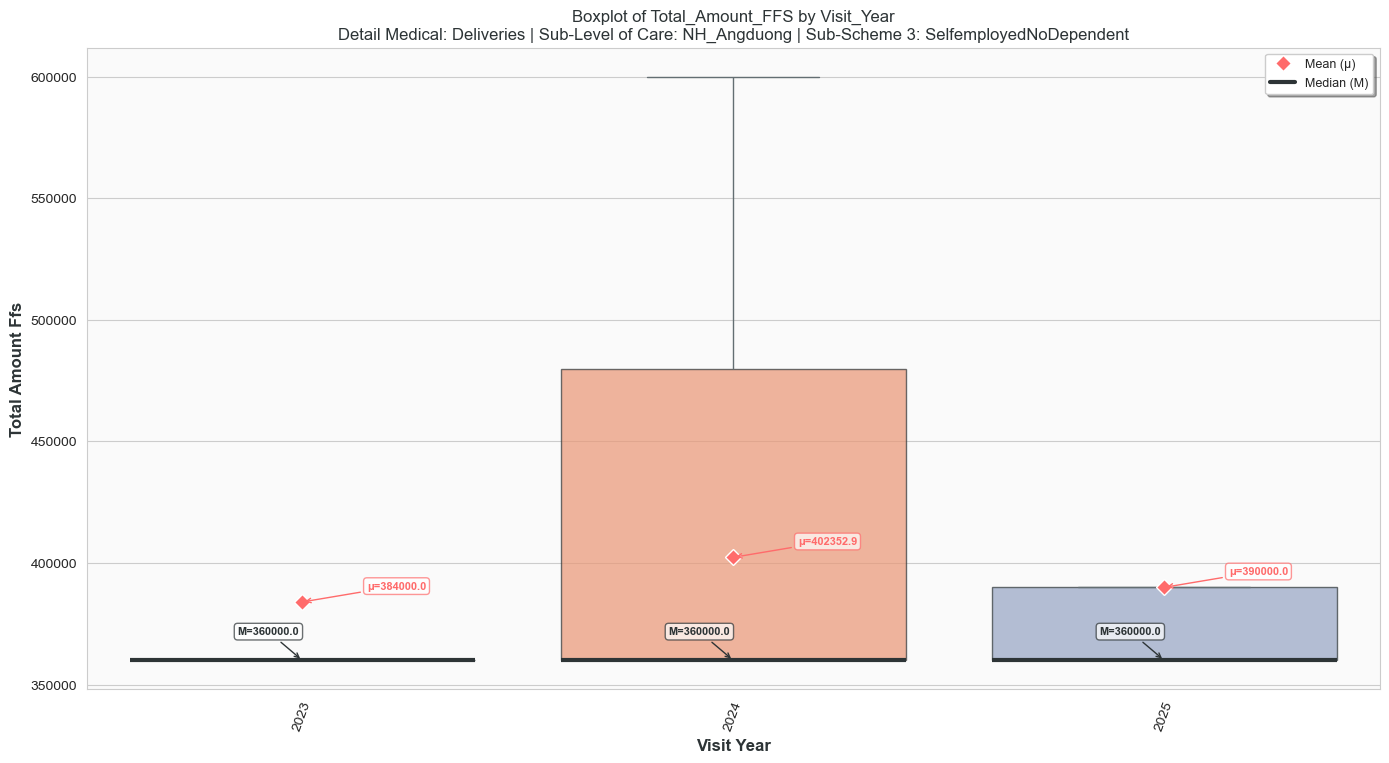 Boxplot of Total_Amount_FFS by Visit_Year
Detail Medical: Deliveries | Sub-Level of Care: NH_Angduong | Sub-Scheme 3: SelfemployedNoDependent
Mean (μ)
Median (M)
Total Amount Ffs
600000
550000
500000
450000
400000
350000
μ=384000.0
M=360000.0
μ=402352.9
M=360000.0
μ=390000.0
M=360000.0
2023
2024
2025
Visit Year